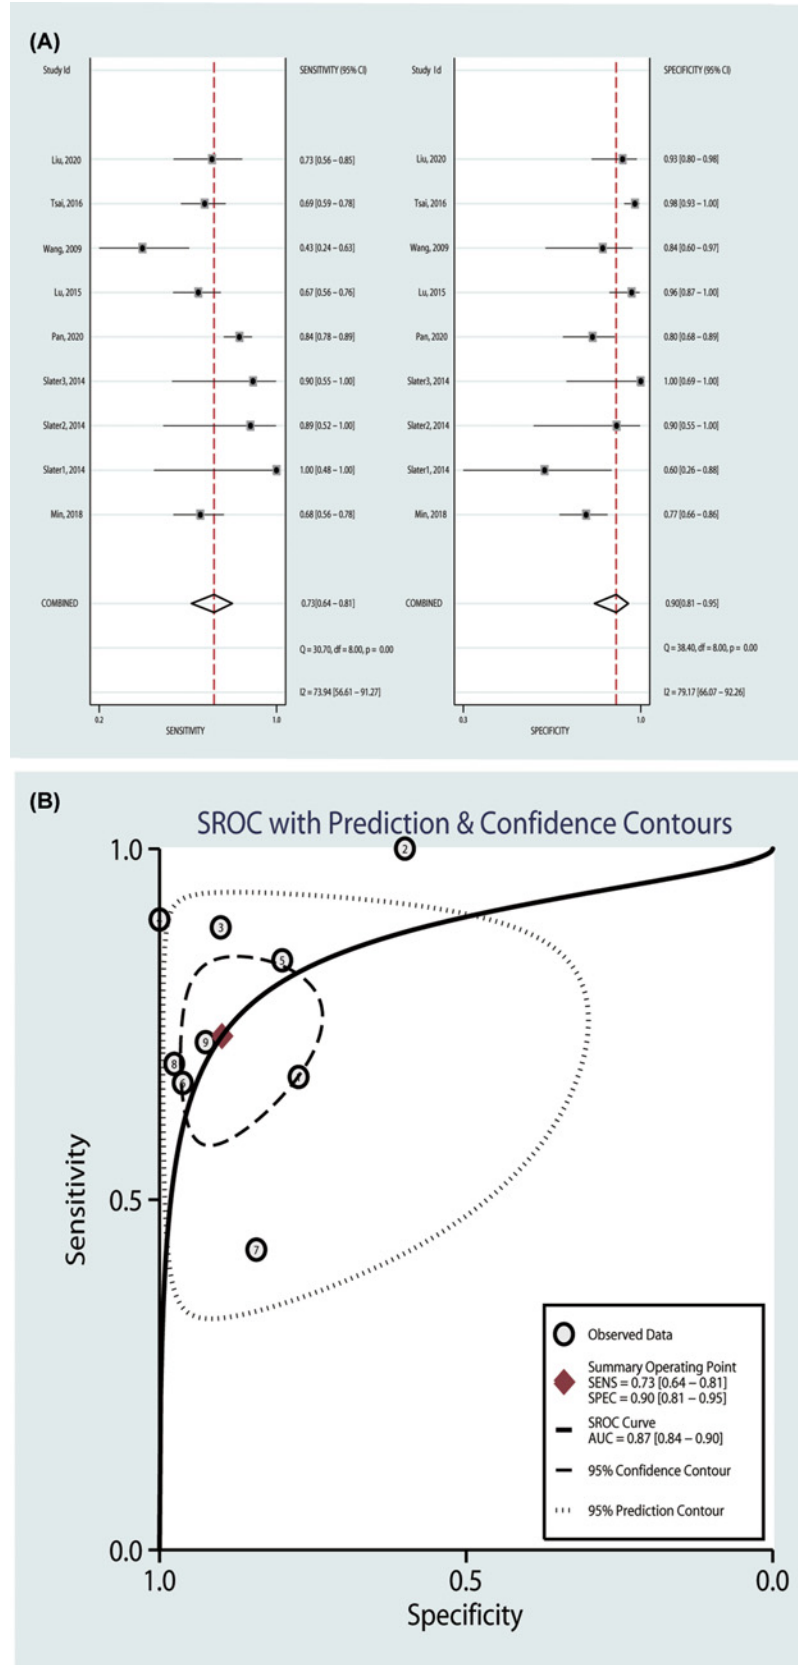 (A)
Study Id SENSITIVITY (95% CI)
Liu, 2020 0.73 [0.56 – 0.85]
Tsai, 2016 0.69 [0.59 – 0.78]
Wang, 2009 0.43 [0.24 – 0.63]
Lu, 2015 0.67 [0.56 – 0.76]
Pan, 2020 0.84 [0.78 – 0.89]
Slater3, 2014 0.90 [0.55 – 1.00]
Slater2, 2014 0.89 [0.52 – 1.00]
Slater1, 2014 1.00 [0.48 – 1.00]
Min, 2018 0.68 [0.56 – 0.78]
COMBINED 0.73[0.64 – 0.81]
Q = 30.70, df = 8.00, p = 0.00
I2 = 73.94 [56.61 – 91.27]
0.2 1.0
SENSITIVITY
Study Id SPECIFICITY (95% CI)
Liu, 2020 0.93 [0.80 – 0.98]
Tsai, 2016 0.98 [0.93 – 1.00]
Wang, 2009 0.84 [0.60 – 0.97]
Lu, 2015 0.96 [0.87 – 1.00]
Pan, 2020 0.80 [0.68 – 0.89]
Slater3, 2014 1.00 [0.69 – 1.00]
Slater2, 2014 0.90 [0.55 – 1.00]
Slater1, 2014 0.60 [0.26 – 0.88]
Min, 2018 0.77 [0.66 – 0.86]
COMBINED 0.90[0.81 – 0.95]
Q = 38.40, df = 8.00, p = 0.00
I2 = 79.17 [66.07 – 92.26]
0.3 1.0
SPECIFICITY
(B)
SROC with Prediction & Confidence Contours
1.0
2
3
5
9
8
6
0.5
7
Sensitivity
Observed Data
Summary Operating Point
SENS = 0.73 [0.64 – 0.81]
SPEC = 0.90 [0.81 – 0.95]
SROC Curve
AUC = 0.87 [0.84 – 0.90]
95% Confidence Contour
95% Prediction Contour
0.0
1.0 0.5 0.0
Specificity